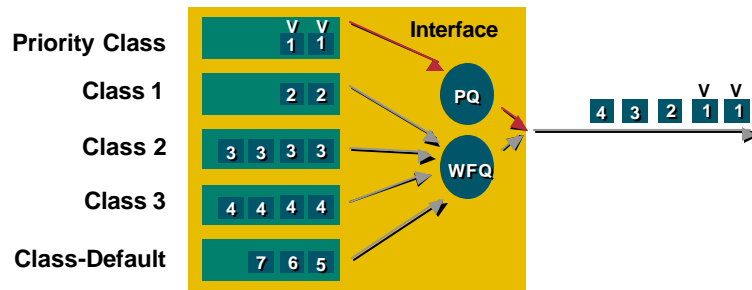 V V
Priority Class 1 1 Interface
Class 1 2 2 PQ
V V
4 3 2 1 1
Class 2 3 3 3 3 WFQ
Class 3 4 4 4 4
Class-Default 7 6 5